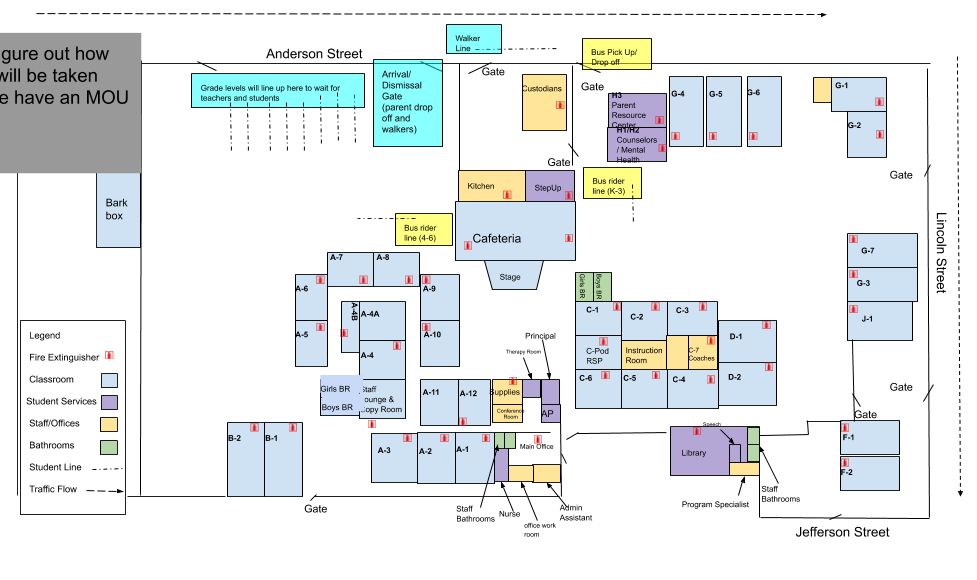 gure out how
will be taken
e have an MOU
Anderson Street
Walker
Line
Bus Pick Up/
Drop off
Gate
Gate
Grade levels will line up here to wait for
teachers and students
Arrival/
Dismissal
Gate
(parent drop
off and
walkers)
Custodians
H3
Parent
Resource
Center
H1/H2
Counselors
/ Mental
Health
G-4
G-5
G-6
G-1
G-2
Gate
Gate
Kitchen
StepUp
Bus rider
line (K-3)
Bark
box
Bus rider
line (4-6)
Cafeteria
Stage
Lincoln Street
G-7
G-3
J-1
A-7
A-8
A-6
A-9
A-5
A-10
A-4B
A-4A
A-4
Girls BR
Boys BR
Girls BR
Boys BR
Staff
Lounge &
Copy Room
C-1
C-2
C-3
C-Pod
RSP
Instruction
Room
C-7
Coaches
C-6
C-5
C-4
D-1
D-2
Principal
Therapy Room
A-11
A-12
Supplies
Conference
Room
AP
Gate
Gate
Legend
Fire Extinguisher
Classroom
Student Services
Staff/Offices
Bathrooms
Student Line
Traffic Flow
B-2
B-1
A-3
A-2
A-1
Main Office
Speech
Library
F-1
F-2
Gate
Staff
Bathrooms
Nurse
office work
room
Admin
Assistant
Program Specialist
Staff
Bathrooms
Jefferson Street